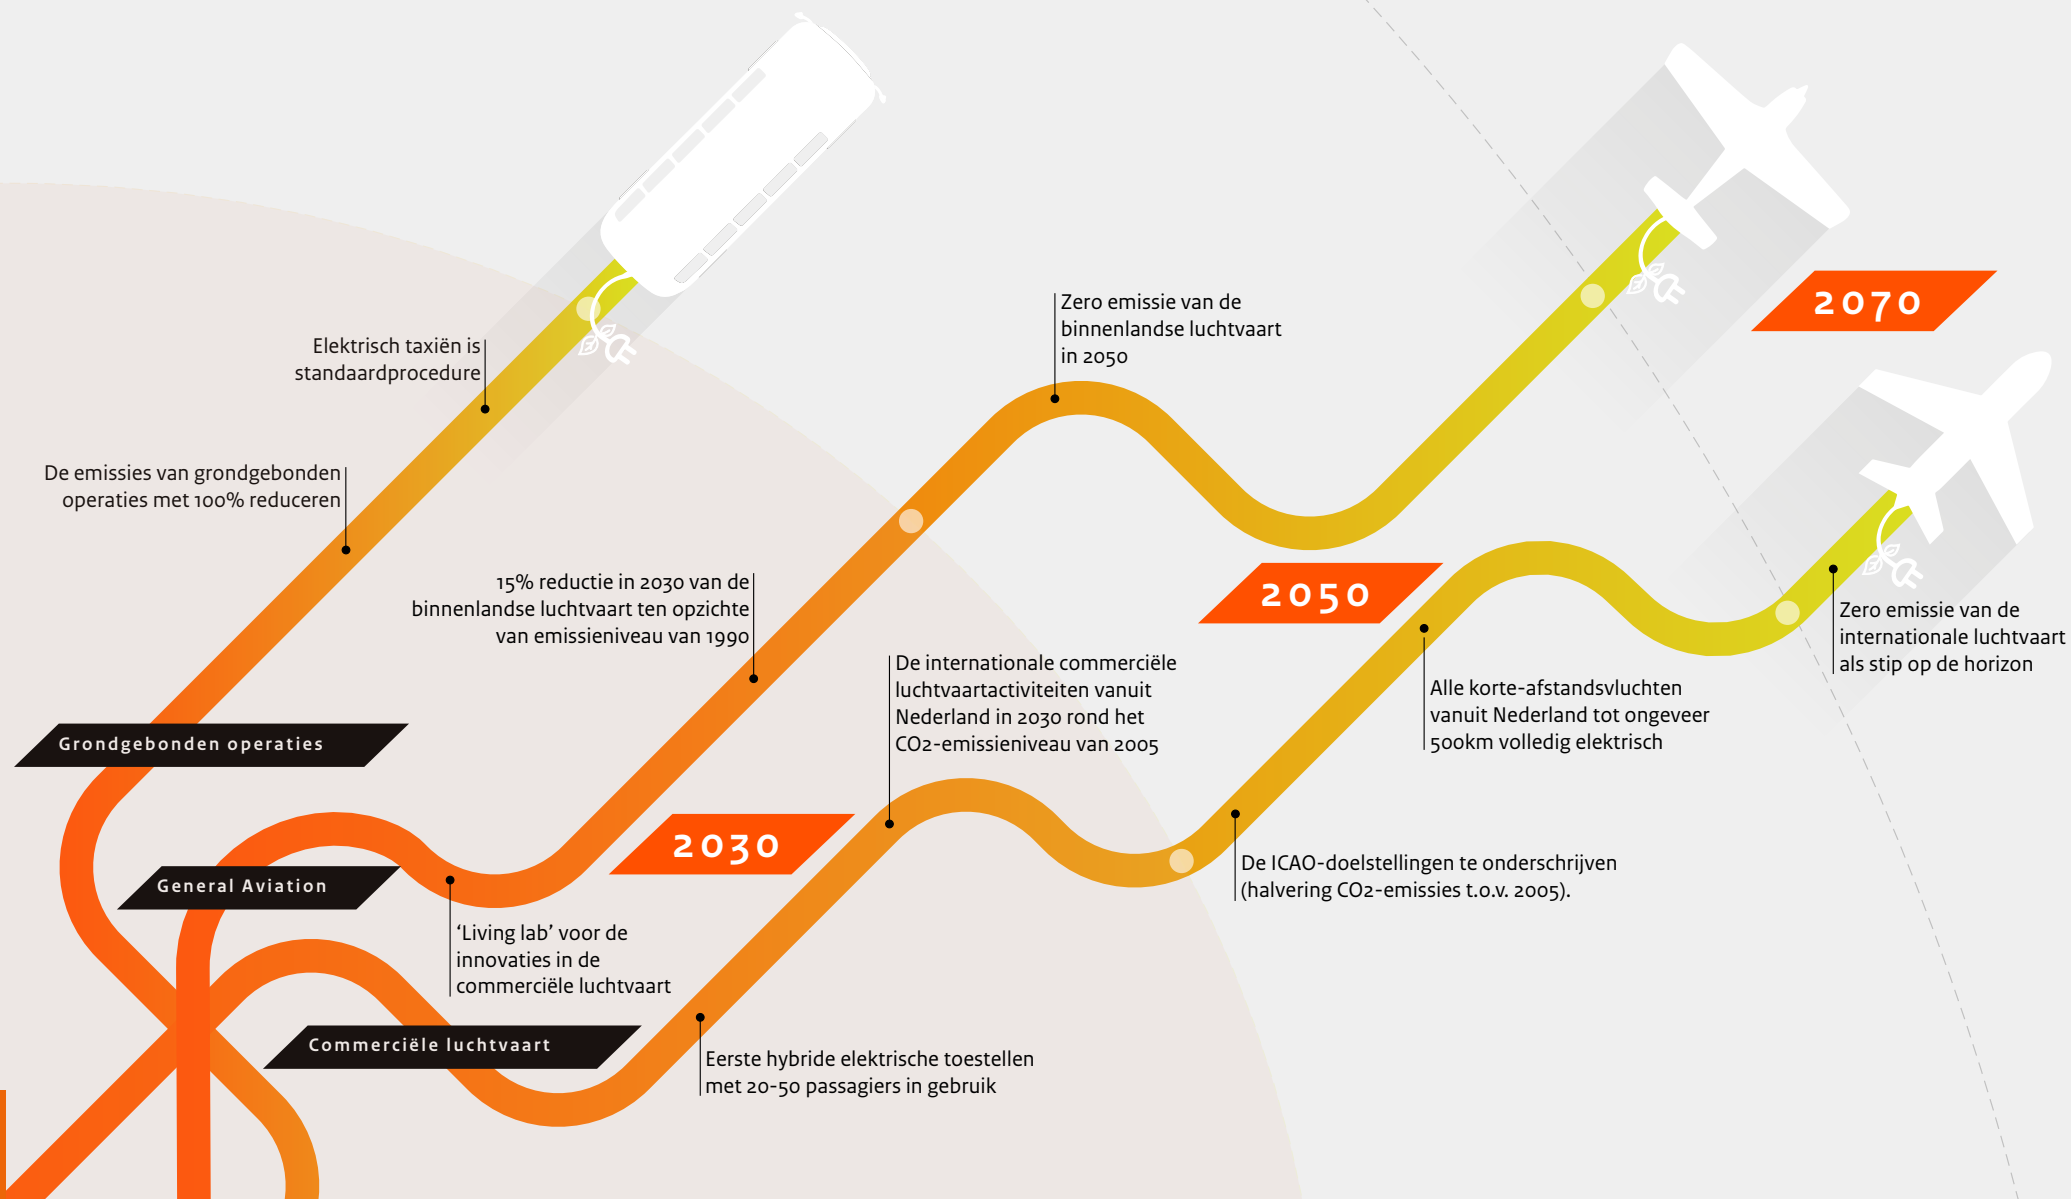 2070
Zero emissie van de
binnenlandse luchtvaart
in 2050
Elektrisch taxiën is
standaardprocedure
De emissies van grondgebonden
operaties met 100% reduceren
15% reductie in 2030 van de
binnenlandse luchtvaart ten opzichte
van emissieniveau van 1990
2050
Zero emissie van de
internationale luchtvaart
als stip op de horizon
De internationale commerciële
luchtvaartactiviteiten vanuit
Nederland in 2030 rond het
CO2-emissieniveau van 2005
Alle korte-afstandsvluchten
vanuit Nederland tot ongeveer
500km volledig elektrisch
Grondgebonden operaties
2030
General Aviation
De ICAO-doelstellingen te onderschrijven
(halvering CO2-emissies t.o.v. 2005).
‘Living lab’ voor de
innovaties in de
commerciële luchtvaart
Commerciële luchtvaart
Eerste hybride elektrische toestellen
met 20-50 passagiers in gebruik